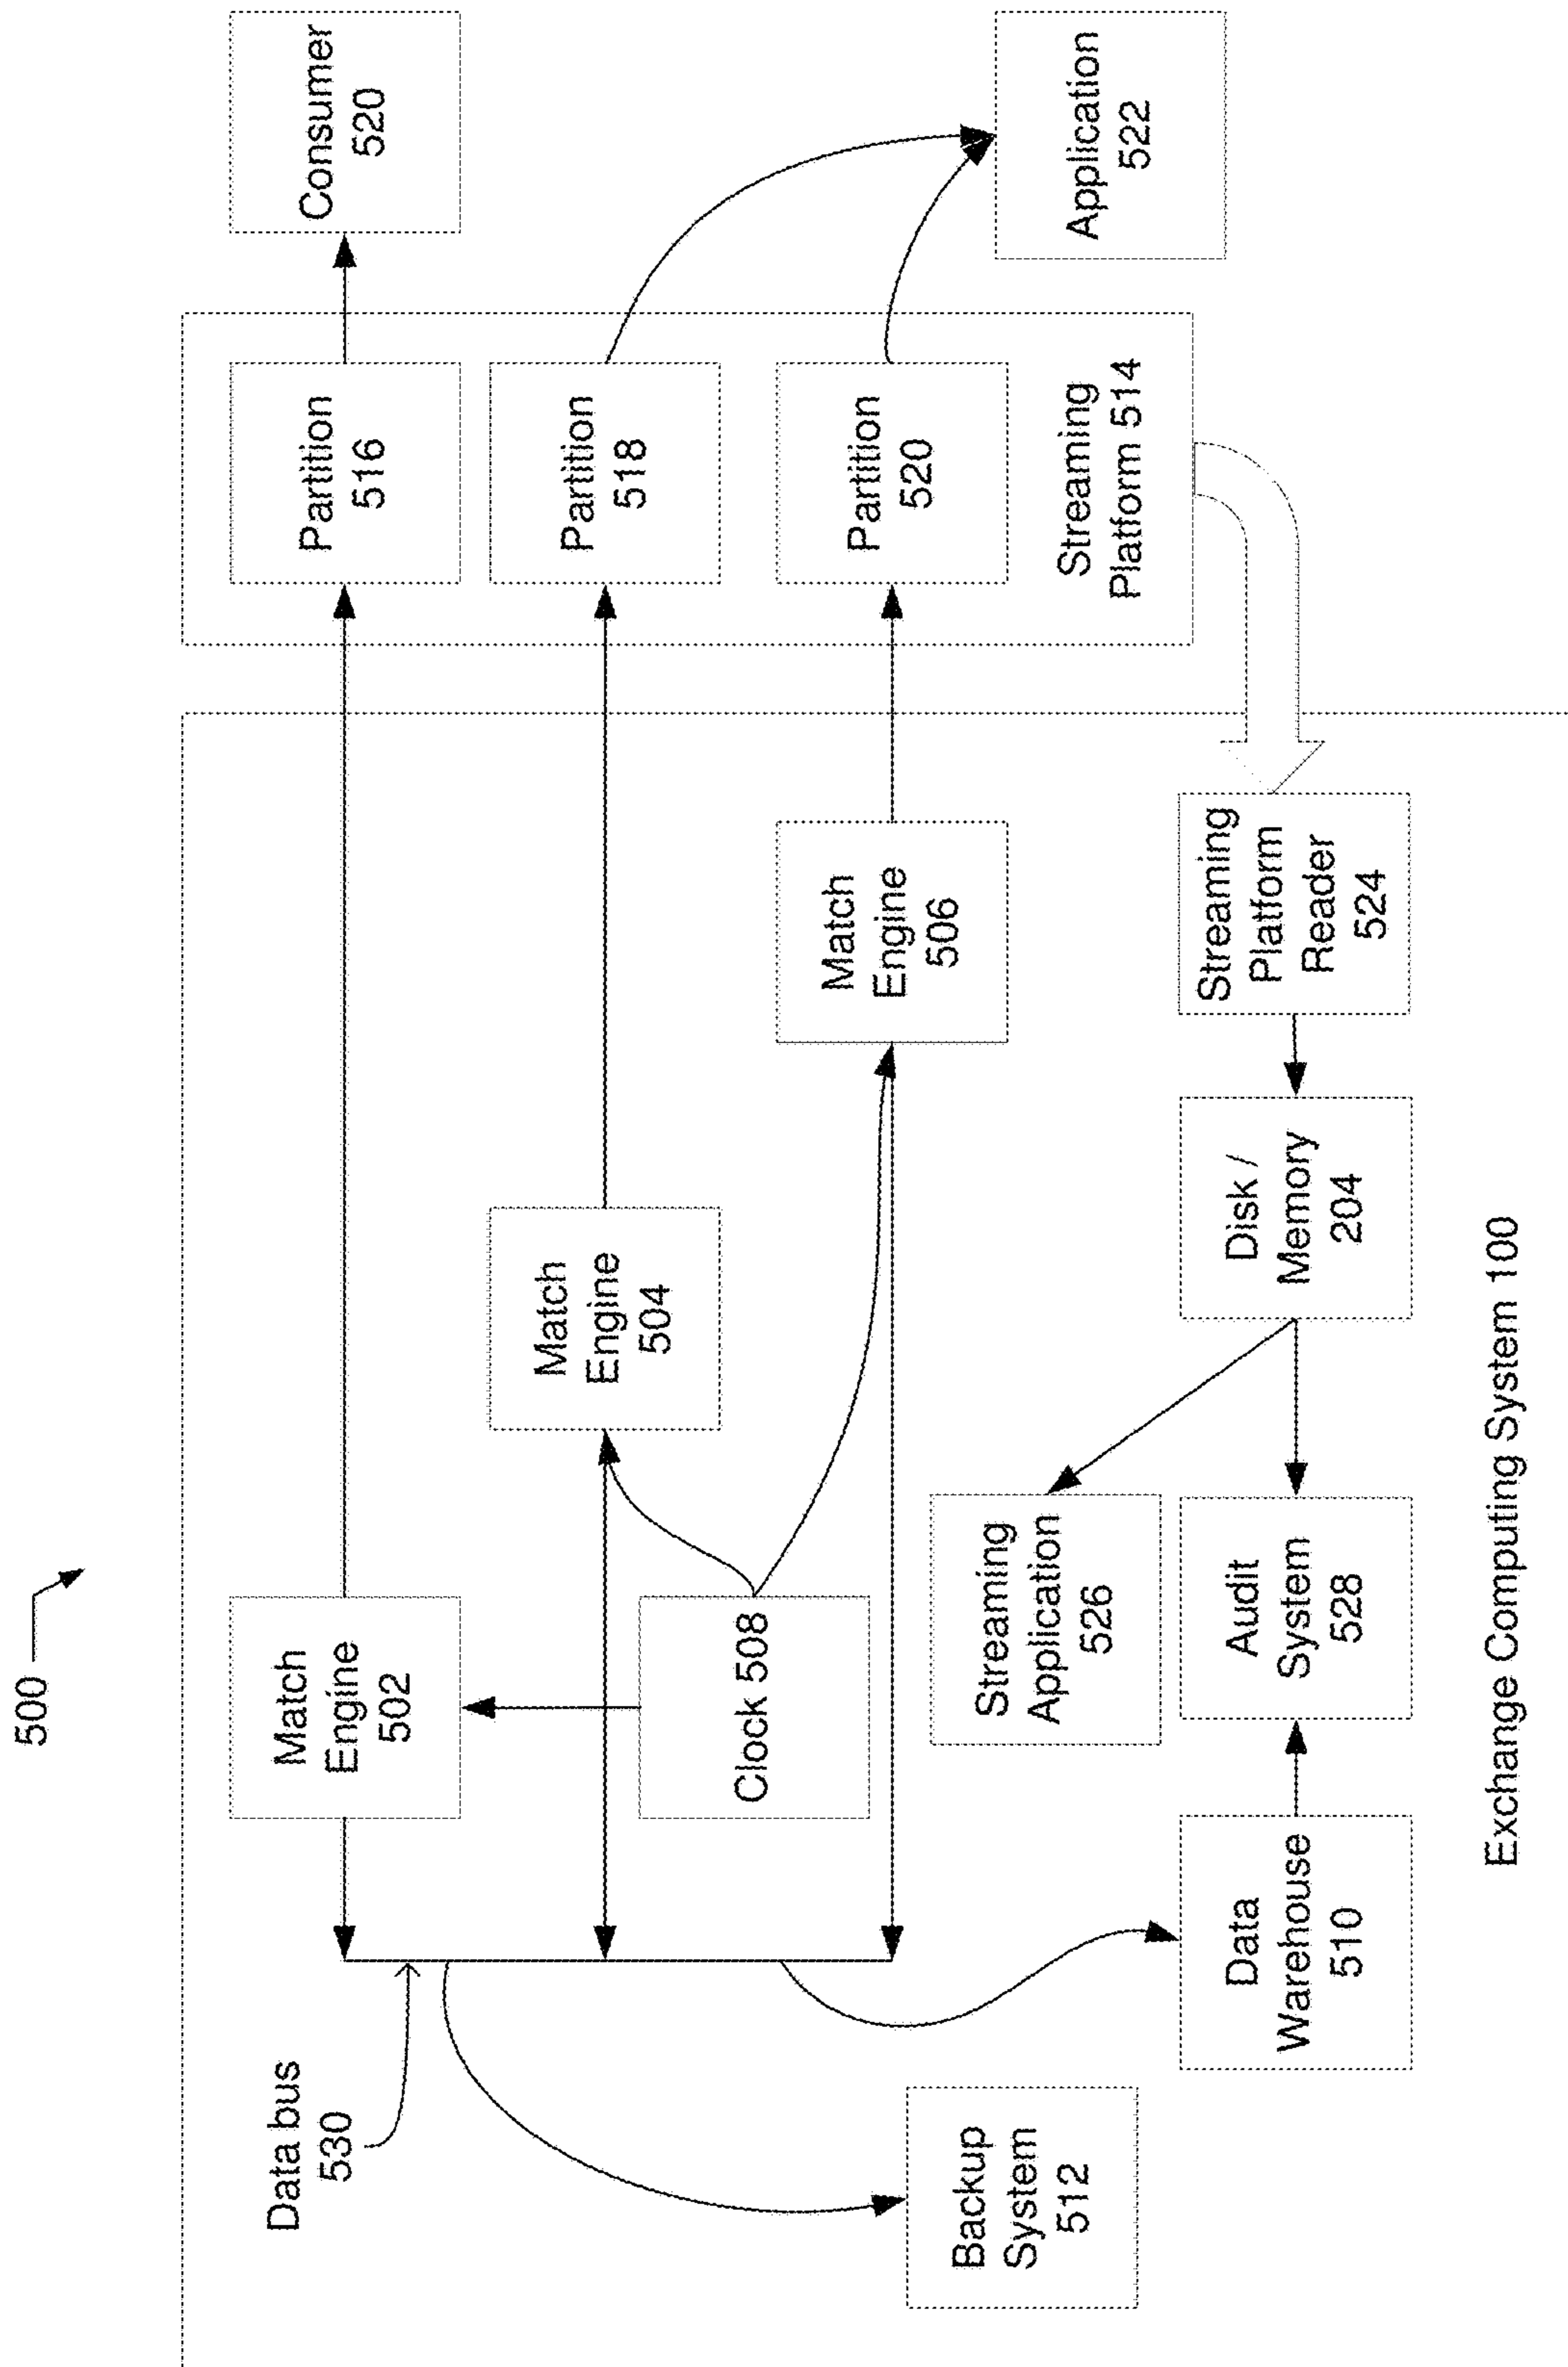 500
Data bus
530
Match
Engine
502
Partition
516
Consumer
520
Match
Engine
504
Partition
518
Clock 508
Match
Engine
506
Partition
520
Backup
System
512
Streaming
Application
526
Streaming
Platform 514
Application
522
Data
Warehouse
510
Audit
System
528
Disk /
Memory
204
Streaming
Platform
Reader
524
Exchange Computing System 100